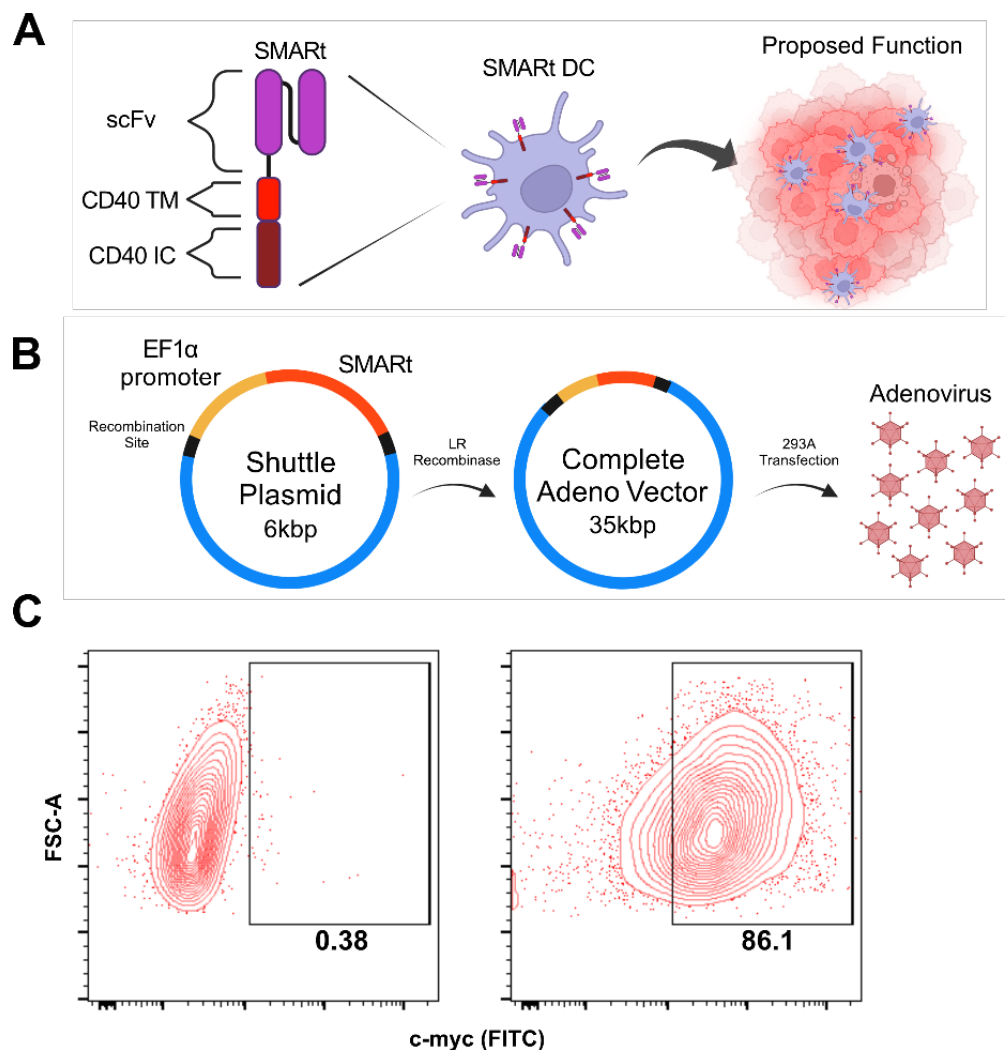 A
SMARt
scFv
CD40 TM
CD40 IC
SMARt DC
Proposed Function
B
EF1α
promoter
SMARt
Recombination
Site
Shuttle
Plasmid
6kbp
LR
Recombinase
Complete
Adeno Vector
35kbp
293A
Transfection
Adenovirus
C
FSC-A
0.38
86.1
c-myc (FITC)